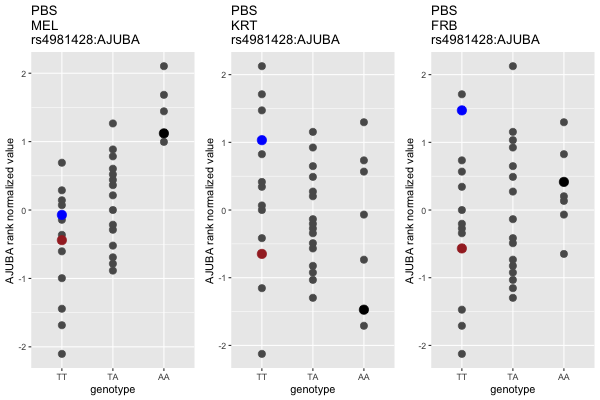 PBS
MEL
rs4981428:AJUBA
AJUBA rank normalized value
2
1
0
-1
-2
TT
TA
AA
genotype
PBS
KRT
rs4981428:AJUBA
AJUBA rank normalized value
2
1
0
-1
-2
TT
TA
AA
genotype
PBS
FRB
rs4981428:AJUBA
AJUBA rank normalized value
2
1
0
-1
-2
TT
TA
AA
genotype